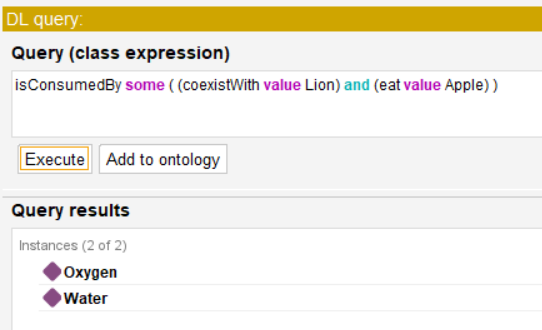 DL query:
Query (class expression)
isConsumedBy some ( (coexistWith value Lion) and (eat value Apple) )
Execute Add to ontology
Query results
Instances (2 of 2)
Oxygen
Water